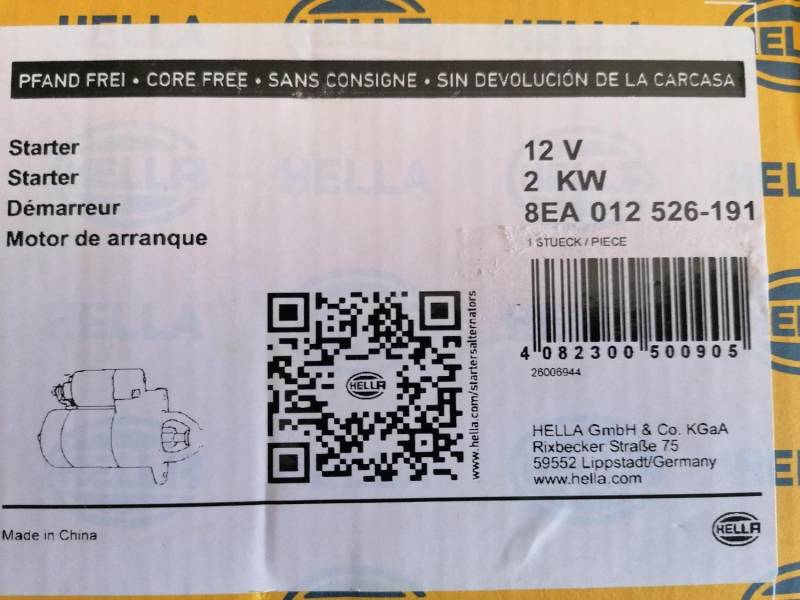 HELLA
PFAND FREI • CORE FREE • SANS CONSIGNE • SIN DEVOLUCIÓN DE LA CARCASA
Starter
12 V
Starter
2 KW
Démarreur
8EA 012 526-191
Motor de arranque
1 STUECK / PIECE
4 082300 500905
26006944
HELLA
www.hella.com/startersalternators
HELLA GmbH & Co. KGaA
Rixbecker Straße 75
59552 Lippstadt/Germany
www.hella.com
Made in China
HELLA